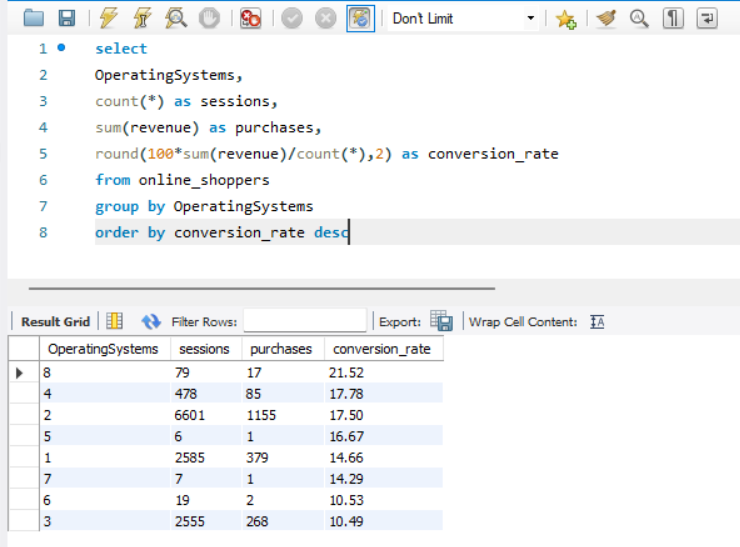 Don't Limit
1 select
2 OperatingSystems,
3 count(*) as sessions,
4 sum(revenue) as purchases,
5 round(100*sum(revenue)/count(*),2) as conversion_rate
6 from online_shoppers
7 group by OperatingSystems
8 order by conversion_rate desc
Result Grid Filter Rows: Export: Wrap Cell Content: IA
OperatingSystems sessions purchases conversion_rate
8 79 17 21.52
4 478 85 17.78
2 6601 1155 17.50
5 6 1 16.67
1 2585 379 14.66
7 7 1 14.29
6 19 2 10.53
3 2555 268 10.49